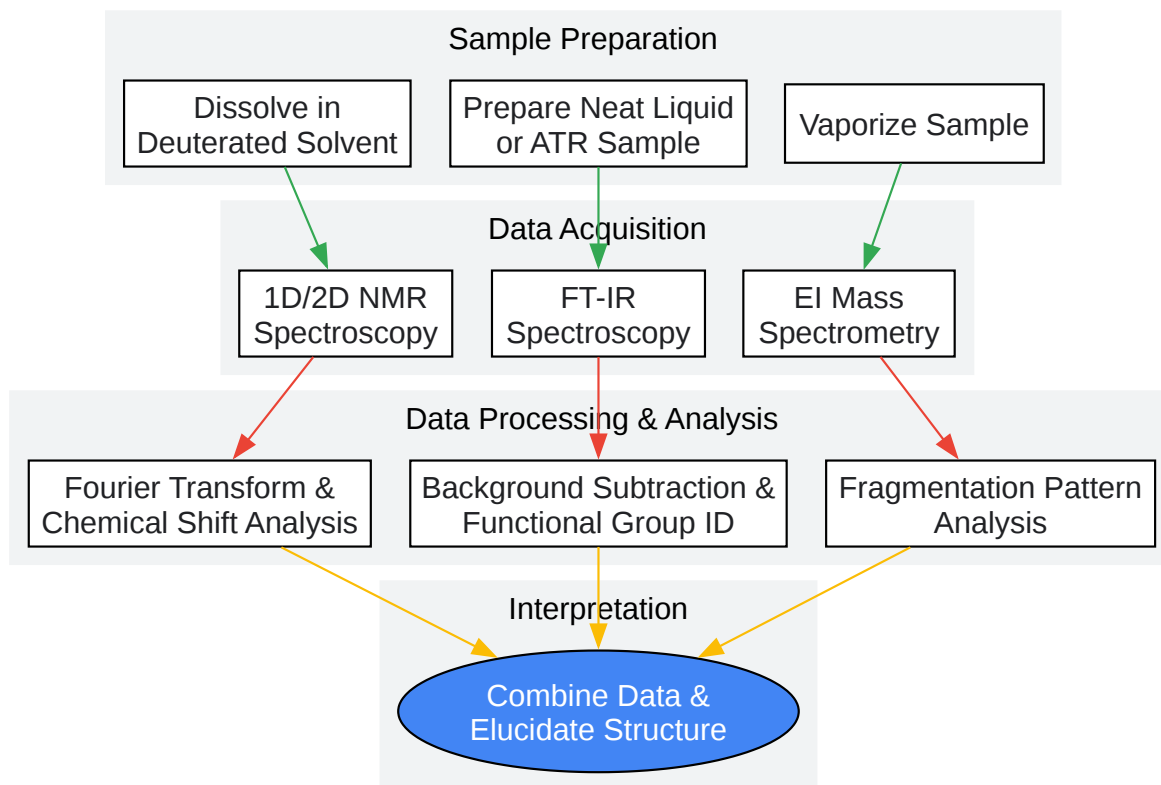 Sample Preparation
Dissolve in
Deuterated Solvent
Prepare Neat Liquid
or ATR Sample
Vaporize Sample
Data Acquisition
1D/2D NMR
Spectroscopy
FT-IR
Spectroscopy
EI Mass
Spectrometry
Data Processing & Analysis
Fourier Transform &
Chemical Shift Analysis
Background Subtraction &
Functional Group ID
Fragmentation Pattern
Analysis
Interpretation
Combine Data &
Elucidate Structure